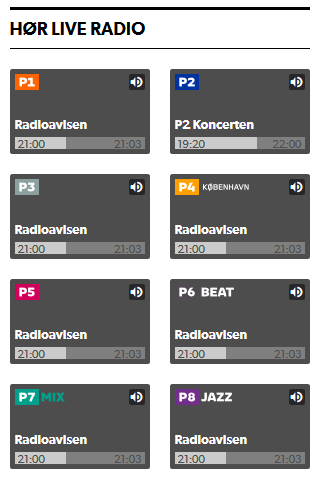 HØR LIVE RADIO
P1
Radioavisen
21:00 21:03
P2
P2 Koncerten
19:20 22:00
P3
Radioavisen
21:00 21:03
P4 KØBENHAVN
Radioavisen
21:00 21:03
P5
Radioavisen
21:00 21:03
P6 BEAT
Radioavisen
21:00 21:03
P7 MIX
Radioavisen
21:00 21:03
P8 JAZZ
Radioavisen
21:00 21:03